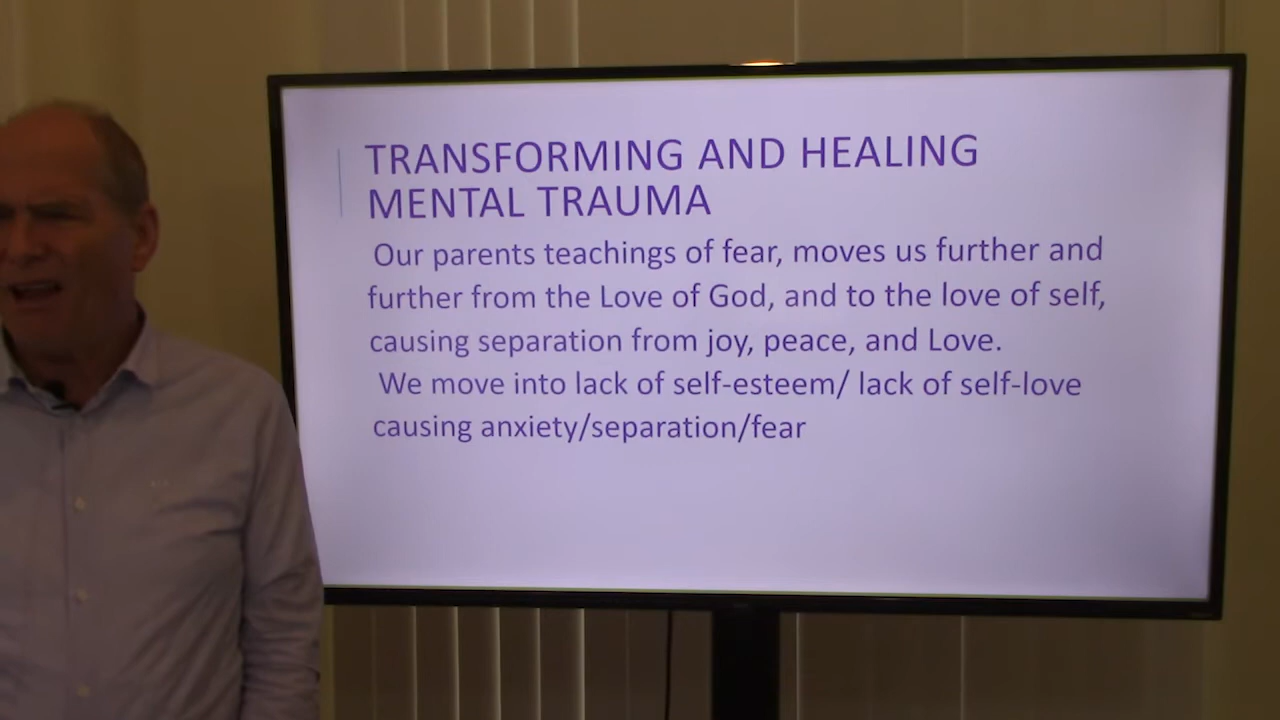 TRANSFORMING AND HEALING
MENTAL TRAUMA
Our parents teachings of fear, moves us further and
further from the Love of God, and to the love of self,
causing separation from joy, peace, and Love.
We move into lack of self-esteem/ lack of self-love
causing anxiety/separation/fear